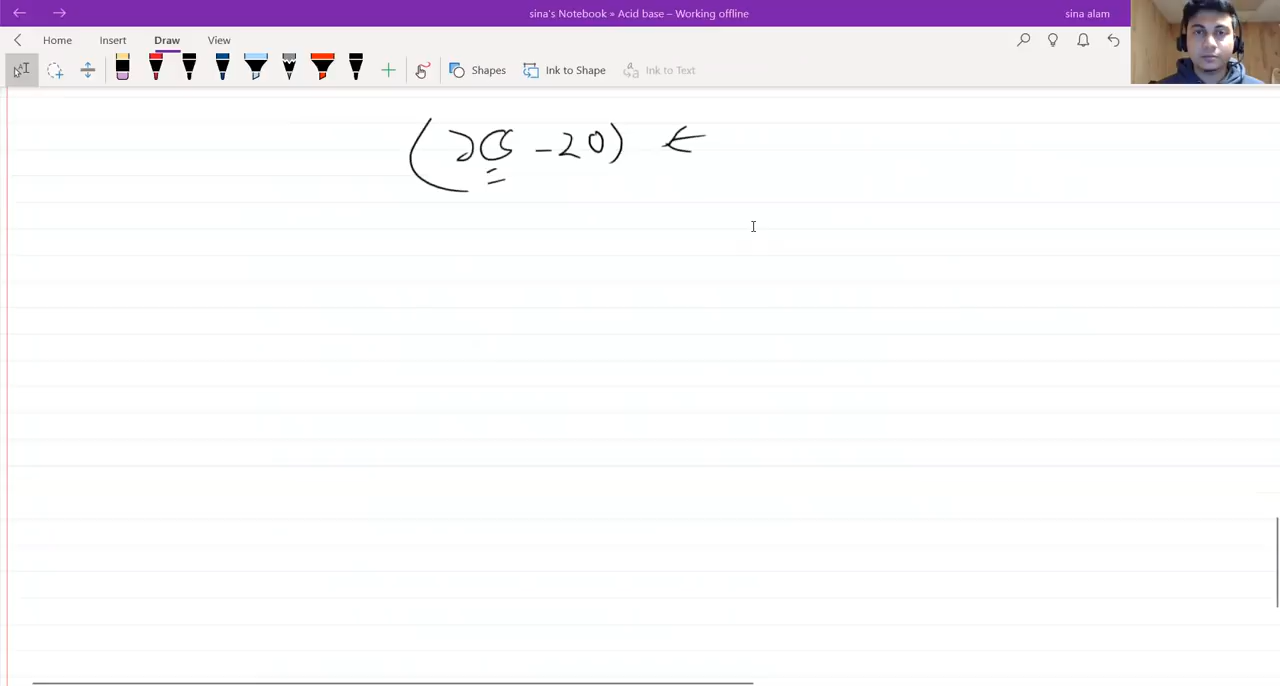 sina's Notebook » Acid base – Working offline
sina alam
Home Insert Draw View
Shapes Ink to Shape Ink to Text
-20) ←